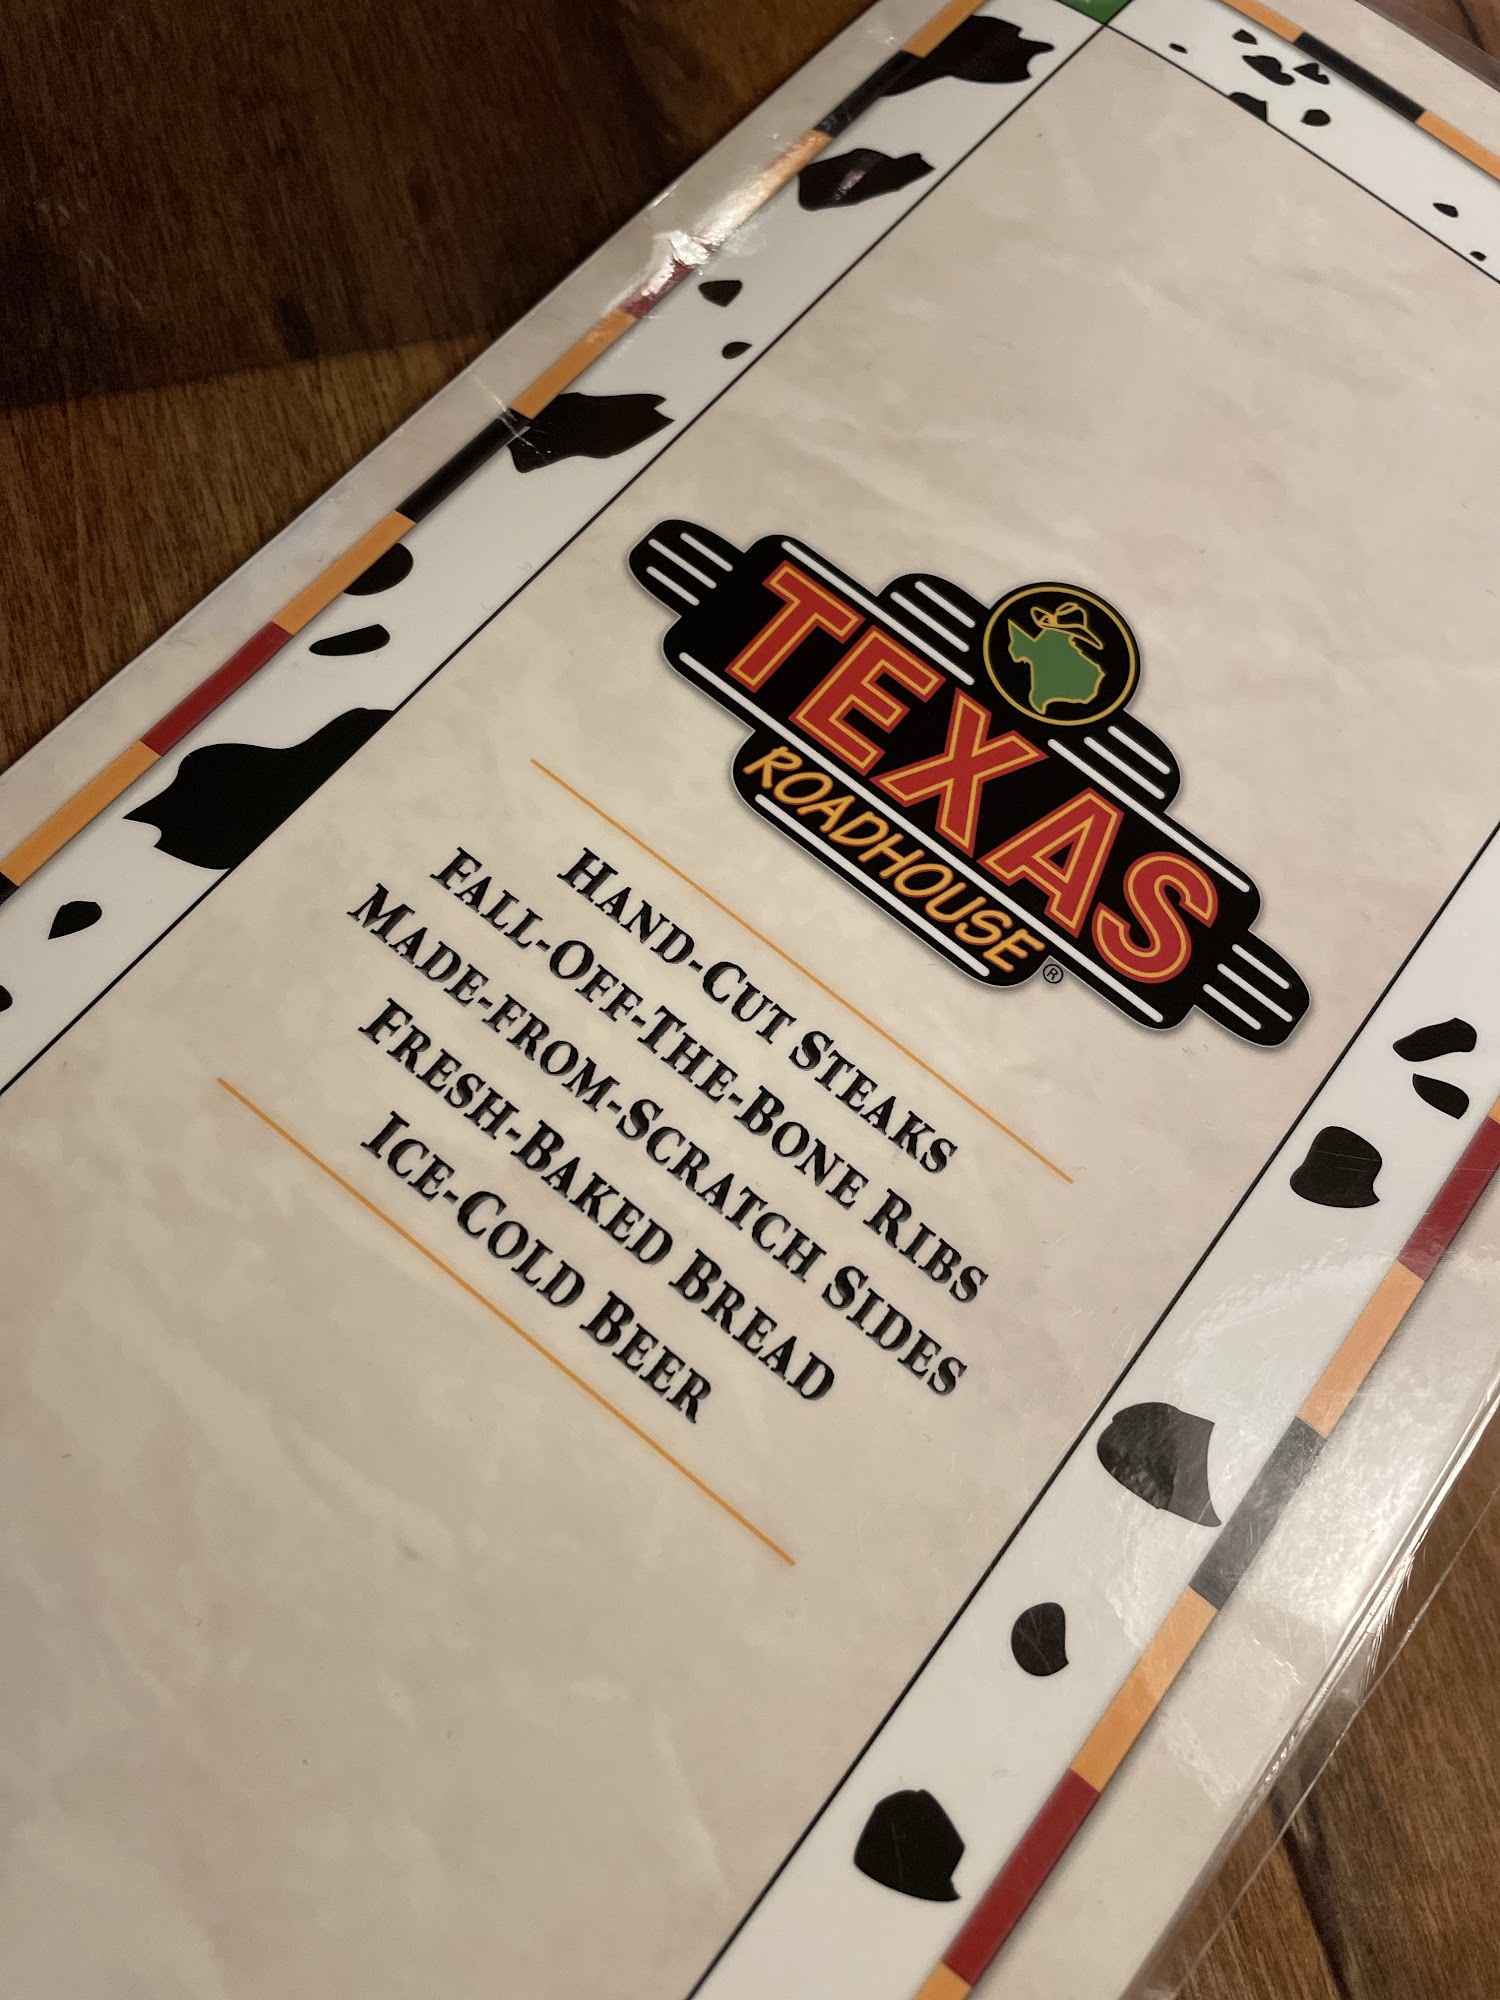 TEXAS
ROADHOUSE®
HAND-CUT STEAKS
FALL-OFF-THE-BONE RIBS
MADE-FROM-SCRATCH SIDES
FRESH-BAKED BREAD
ICE-COLD BEER